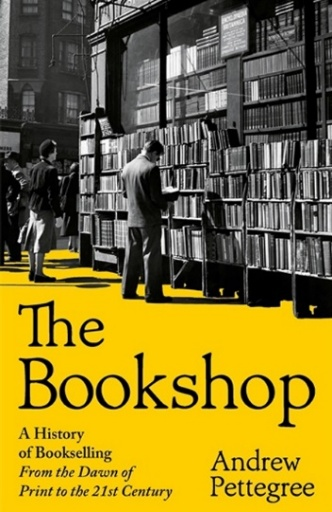 The
Bookshop
A History
of Bookselling
From the Dawn of
Print to the 21st Century
Andrew
Pettegree